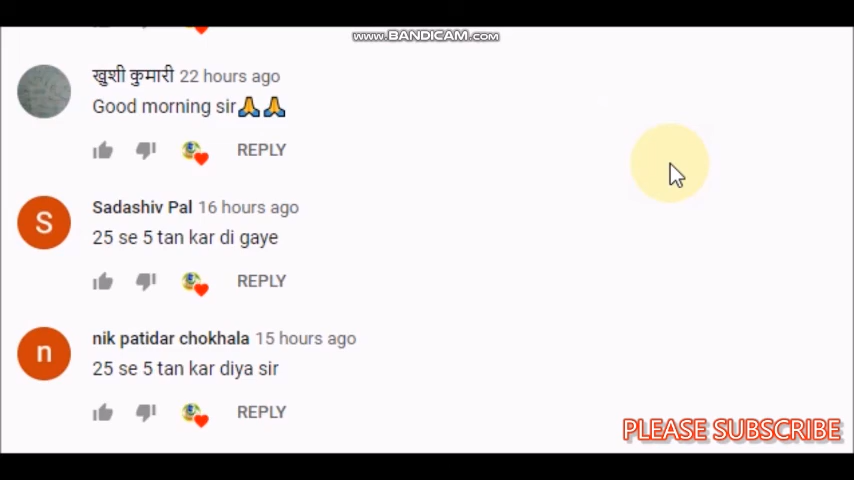 www.BANDICAM.com
खुशी कुमारी 22 hours ago
Good morning sir🙏🙏
REPLY
S
Sadashiv Pal 16 hours ago
25 se 5 tan kar di gaye
REPLY
n
nik patidar chokhala 15 hours ago
25 se 5 tan kar diya sir
REPLY
PLEASE SUBSCRIBE